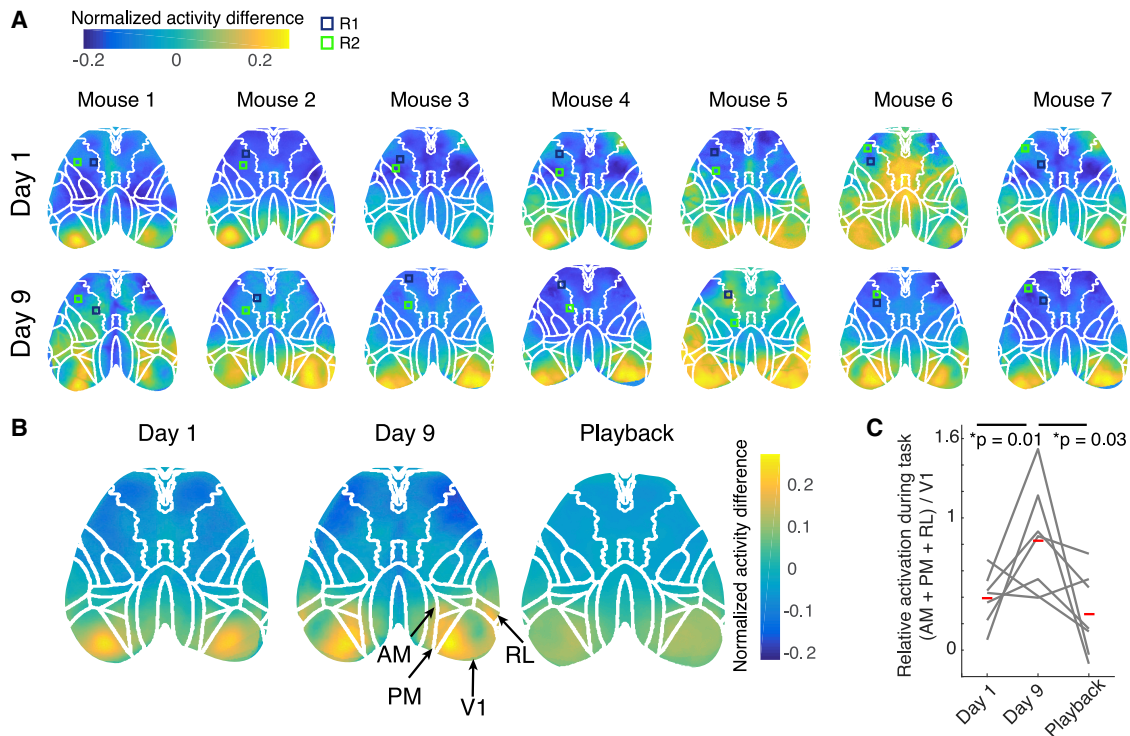 A
Normalized activity difference
-0.2 0 0.2
R1
R2
Mouse 1 Mouse 2 Mouse 3 Mouse 4 Mouse 5 Mouse 6 Mouse 7
Day 1
Day 9
B
Day 1 Day 9 Playback
AM
PM
V1
RL
Normalized activity difference
0.2
0.1
0
-0.1
-0.2
C
*p = 0.01 *p = 0.03
Relative activation during task
(AM + PM + RL) / V1
1.6
1
0
Day 1 Day 9 Playback